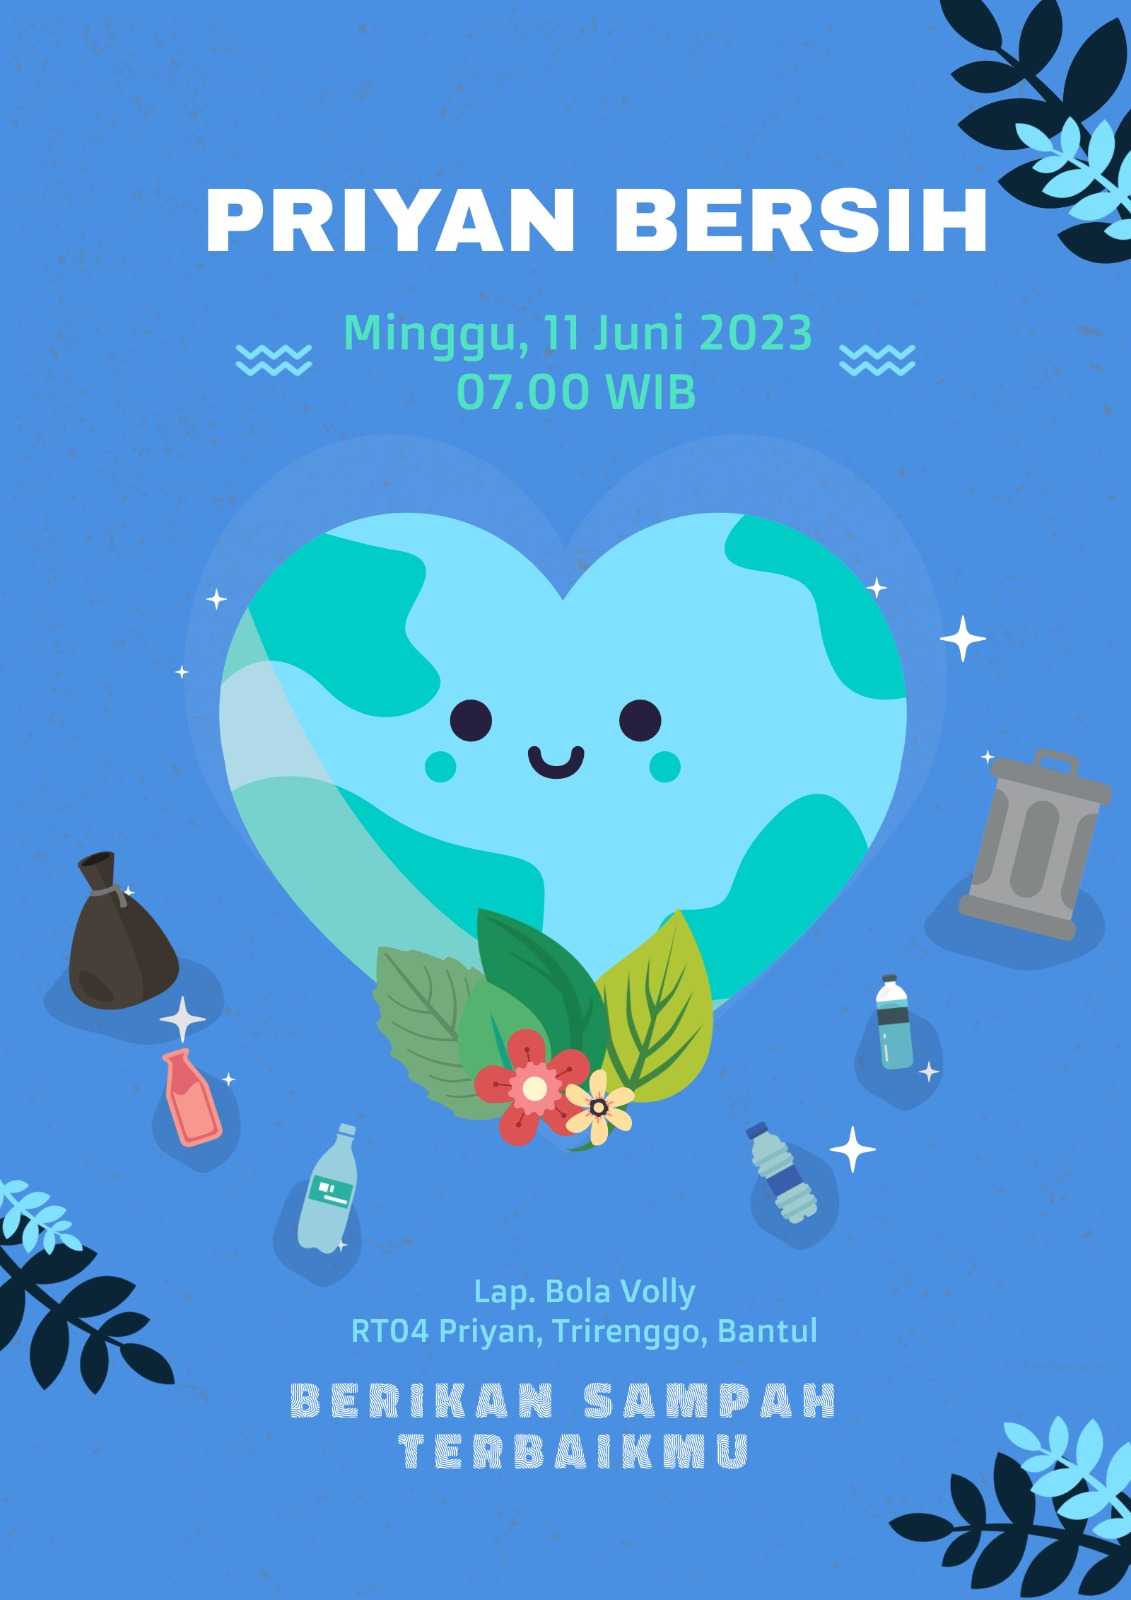 PRIYAN BERSIH
Minggu, 11 Juni 2023
07.00 WIB
Lap. Bola Volly
RT04 Priyan, Trirenggo, Bantul
BERIKAN SAMPAH
TERBAIKMU